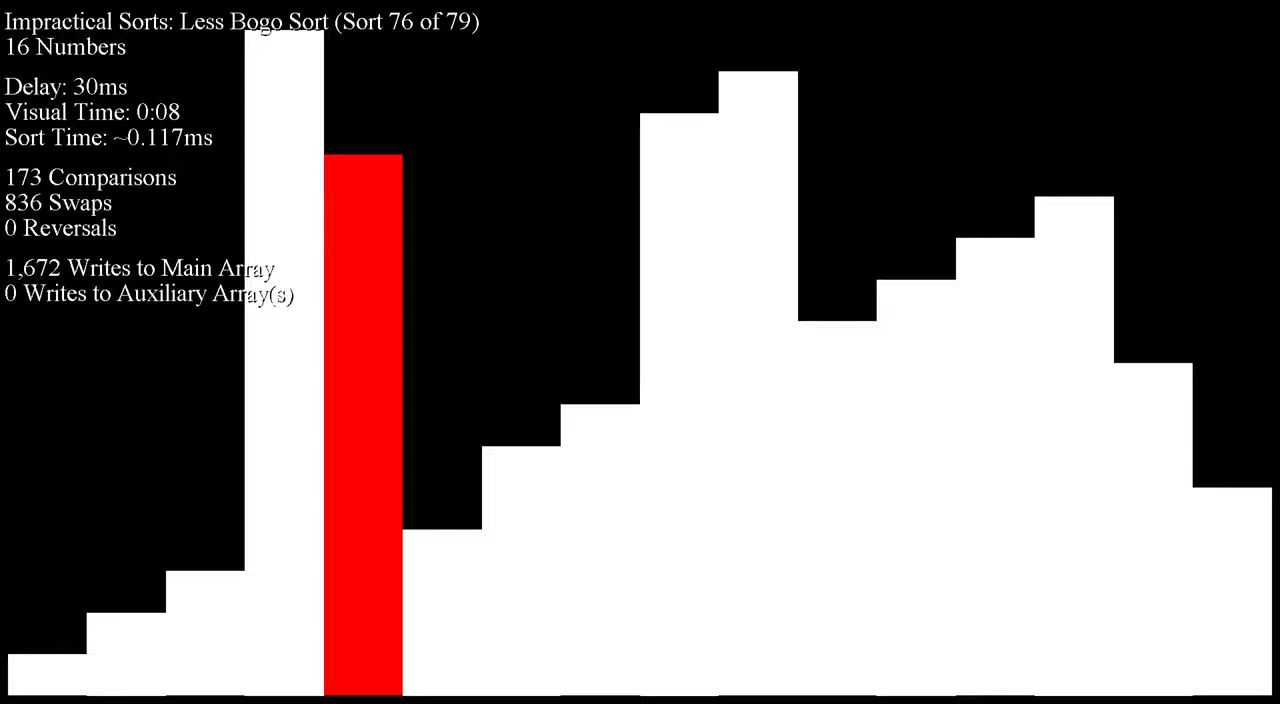 Impractical Sorts: Less Bogo Sort (Sort 76 of 79)
16 Numbers
Delay: 30ms
Visual Time: 0:08
Sort Time: ~0.117ms
173 Comparisons
836 Swaps
0 Reversals
1,672 Writes to Main Array
0 Writes to Auxiliary Array(s)